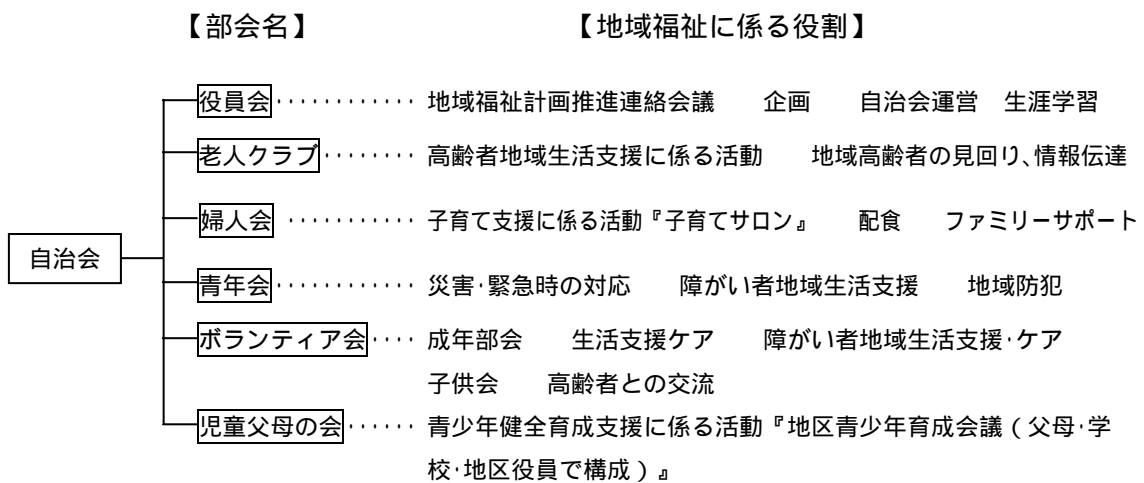 【部会名】 【地域福祉に係る役割】
役員会 ············ 地域福祉計画推進連絡会議 企画 自治会運営 生涯学習
老人クラブ ········ 高齢者地域生活支援に係る活動 地域高齢者の見回り、情報伝達
婦人会 ··········· 子育て支援に係る活動『子育てサロン』 配食 ファミリーサポート
自治会
青年会 ············ 災害·緊急時の対応 障がい者地域生活支援 地域防犯
ボランティア会 ···· 成年部会 生活支援ケア 障がい者地域生活支援·ケア
子供会 高齢者との交流
児童父母の会 ······ 青少年健全育成支援に係る活動『地区青少年育成会議(父母·学
校·地区役員で構成)』